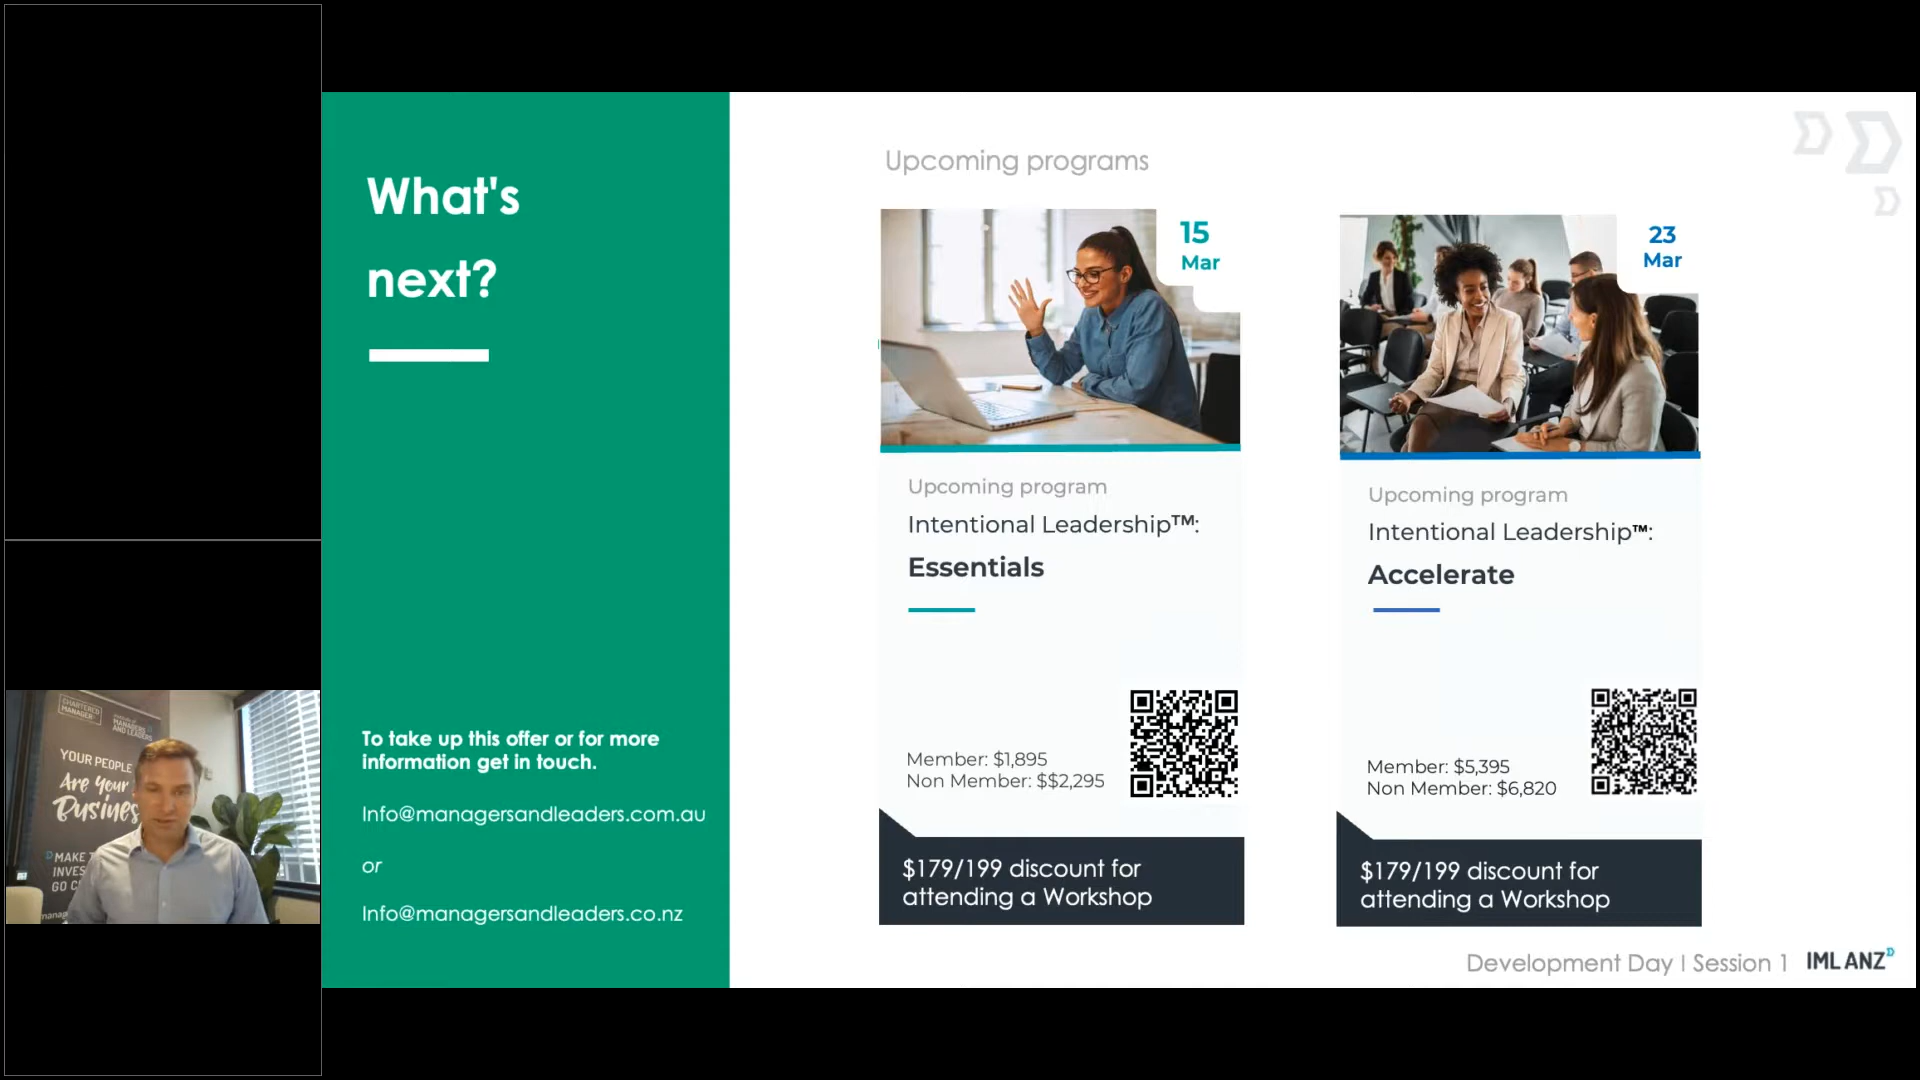 What's
next?
To take up this offer or for more
information get in touch.
Info@managersandleaders.com.au
or
Info@managersandleaders.co.nz
Upcoming programs
15
Mar
Upcoming program
Intentional Leadership™:
Essentials
Member: $1,895
Non Member: $$2,295
$179/199 discount for
attending a Workshop
23
Mar
Upcoming program
Intentional Leadership™:
Accelerate
Member: $5,395
Non Member: $6,820
$179/199 discount for
attending a Workshop
Development Day | Session 1
IML ANZ
CHARTERED
MANAGER
MANAGERS
AND LEADERS
YOUR PEOPLE
Are Your
MAKE